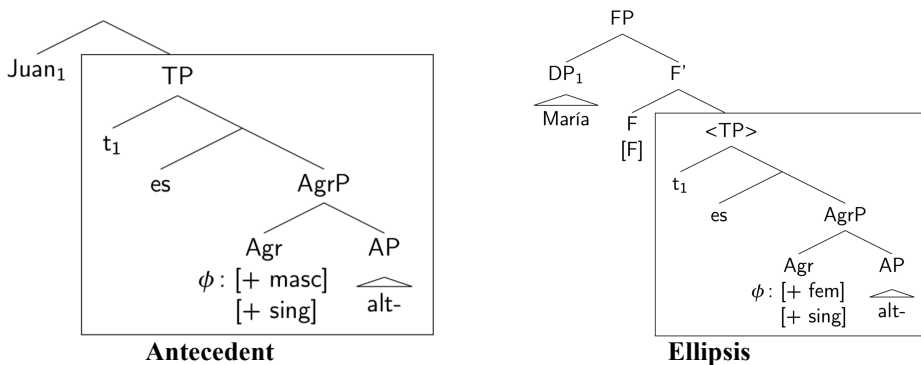 Juan₁
TP
t₁
es
AgrP
Agr
AP
ϕ : [+ masc]
[+ sing]
alt-
Antecedent
FP
DP₁
F'
María
F
[F]
<TP>
t₁
es
AgrP
Agr
AP
ϕ : [+ fem]
[+ sing]
alt-
Ellipsis